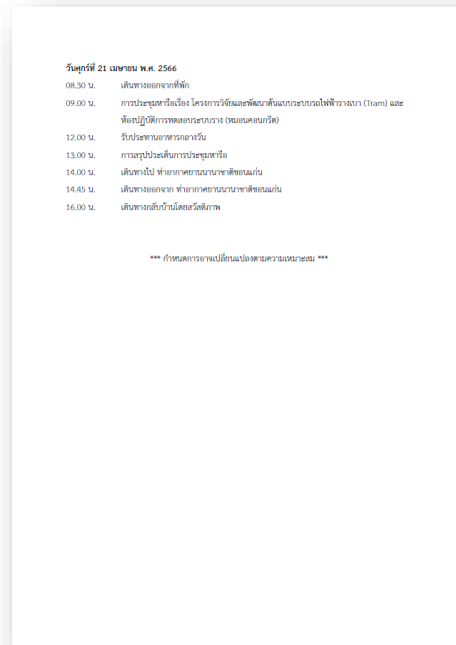 วันศุกร์ที่ 21 เมษายน พ.ศ. 2566
08.30 น. เดินทางออกจากที่พัก
09.00 น. การประชุมหารือเรื่อง โครงการวิจัยและพัฒนาต้นแบบระบบรถไฟฟ้ารางเบา (Tram) และ
ห้องปฏิบัติการทดสอบระบบราง (หมอนคอนกรีต)
12.00 น. รับประทานอาหารกลางวัน
13.00 น. การสรุปประเด็นการประชุมหารือ
14.00 น. เดินทางไป ท่าอากาศยานนานาชาติขอนแก่น
14.45 น. เดินทางออกจาก ท่าอากาศยานนานาชาติขอนแก่น
16.00 น. เดินทางกลับบ้านโดยสวัสดิภาพ
*** กำหนดการอาจเปลี่ยนแปลงตามความเหมาะสม ***